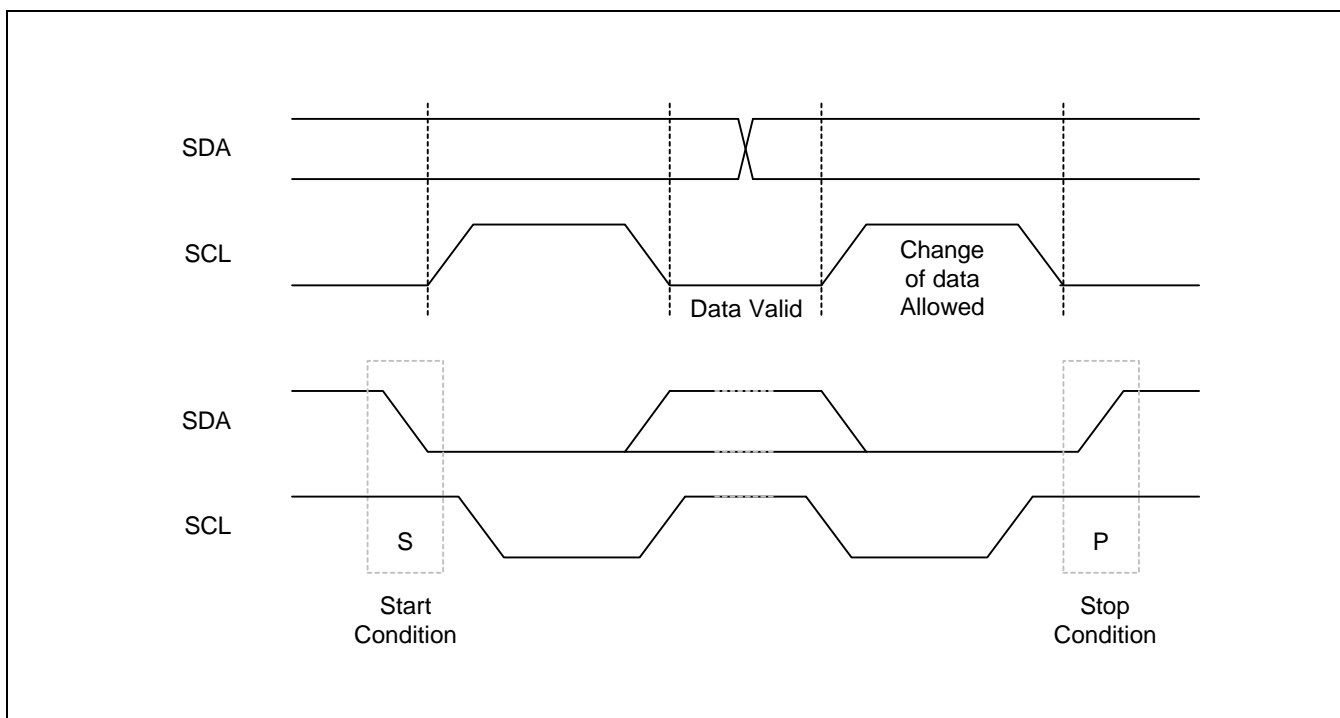 SDA
SCL
Change
of data
Allowed
Data Valid
SDA
SCL
S
P
Start
Condition
Stop
Condition